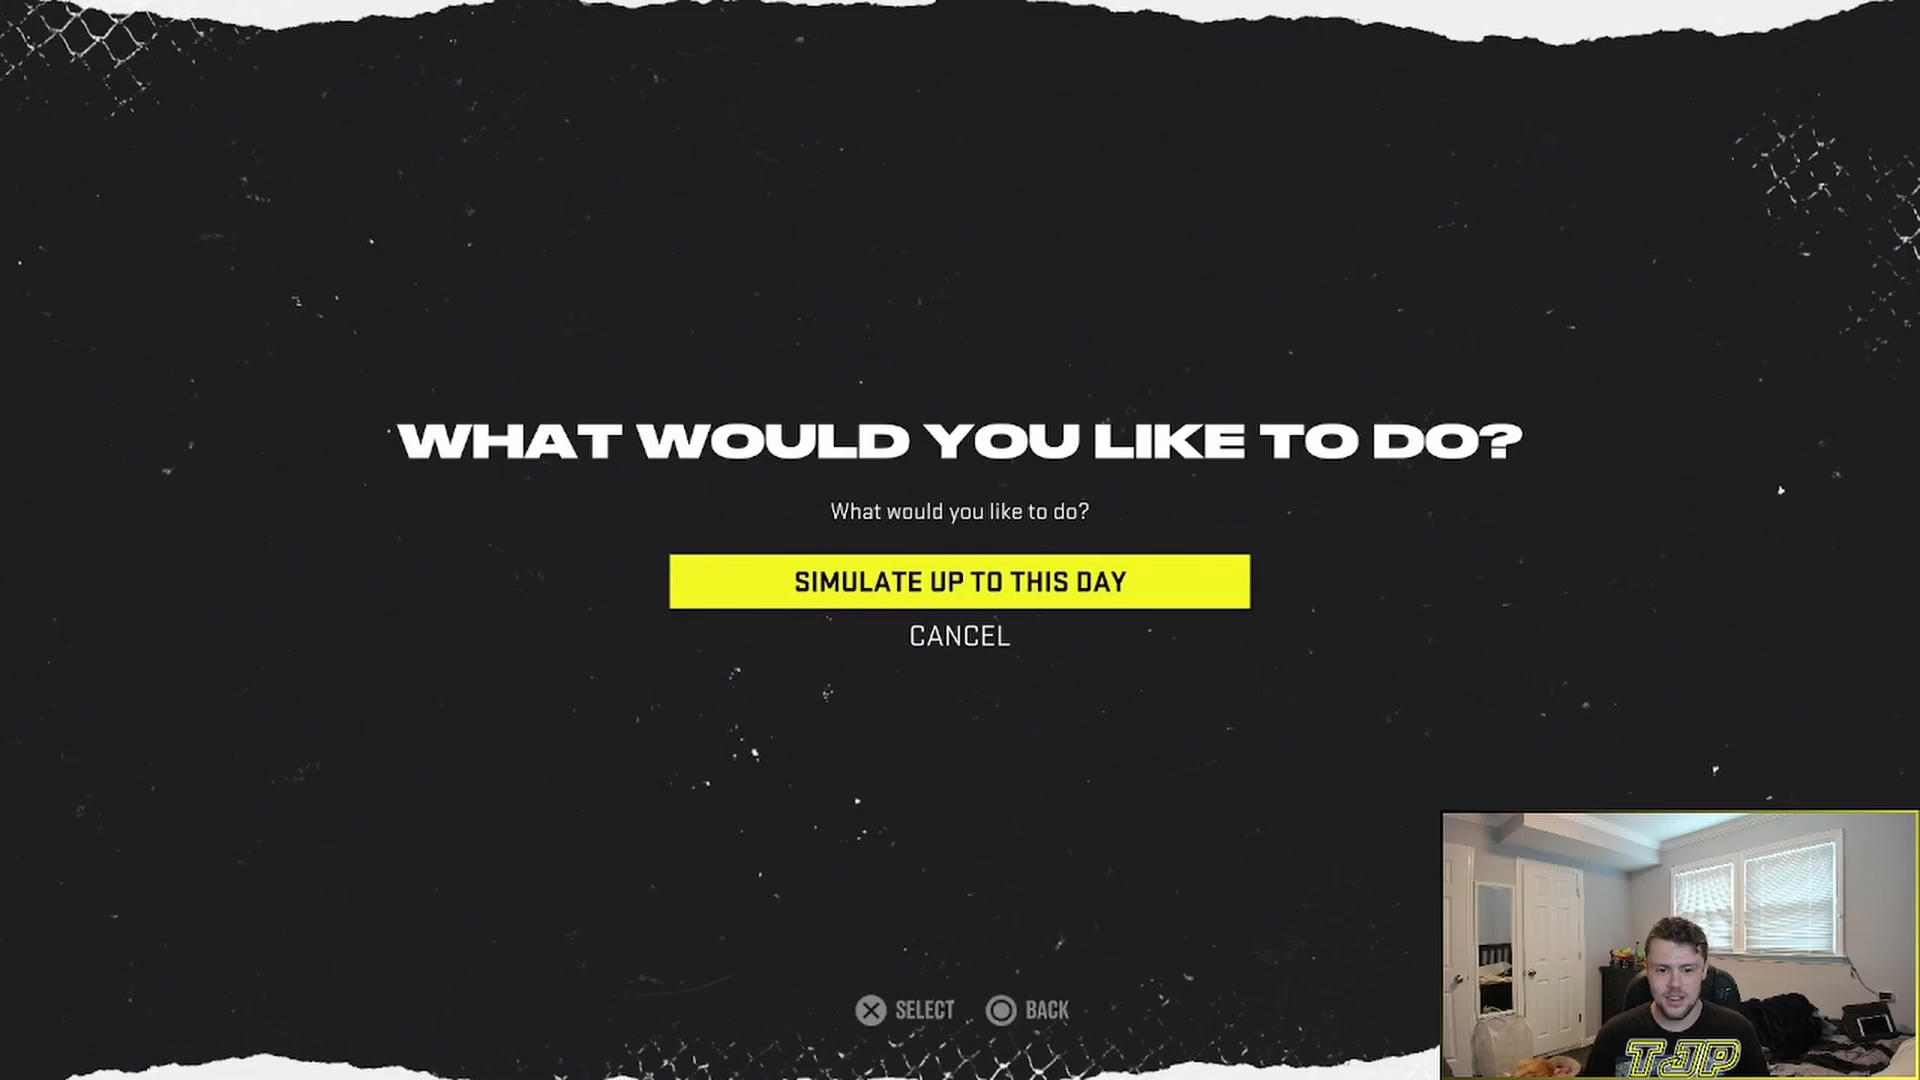 WHAT WOULD YOU LIKE TO DO?
What would you like to do?
SIMULATE UP TO THIS DAY
CANCEL
SELECT BACK
TJP